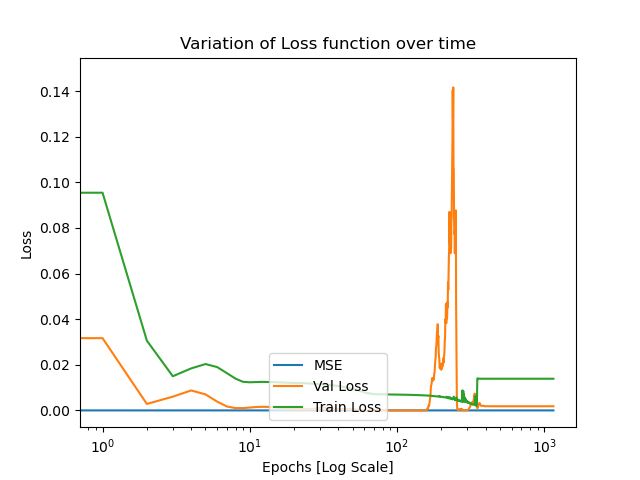 Variation of Loss function over time
Loss
0.14
0.12
0.10
0.08
0.06
0.04
0.02
0.00
MSE
Val Loss
Train Loss
10⁰ 10¹ 10² 10³
Epochs [Log Scale]